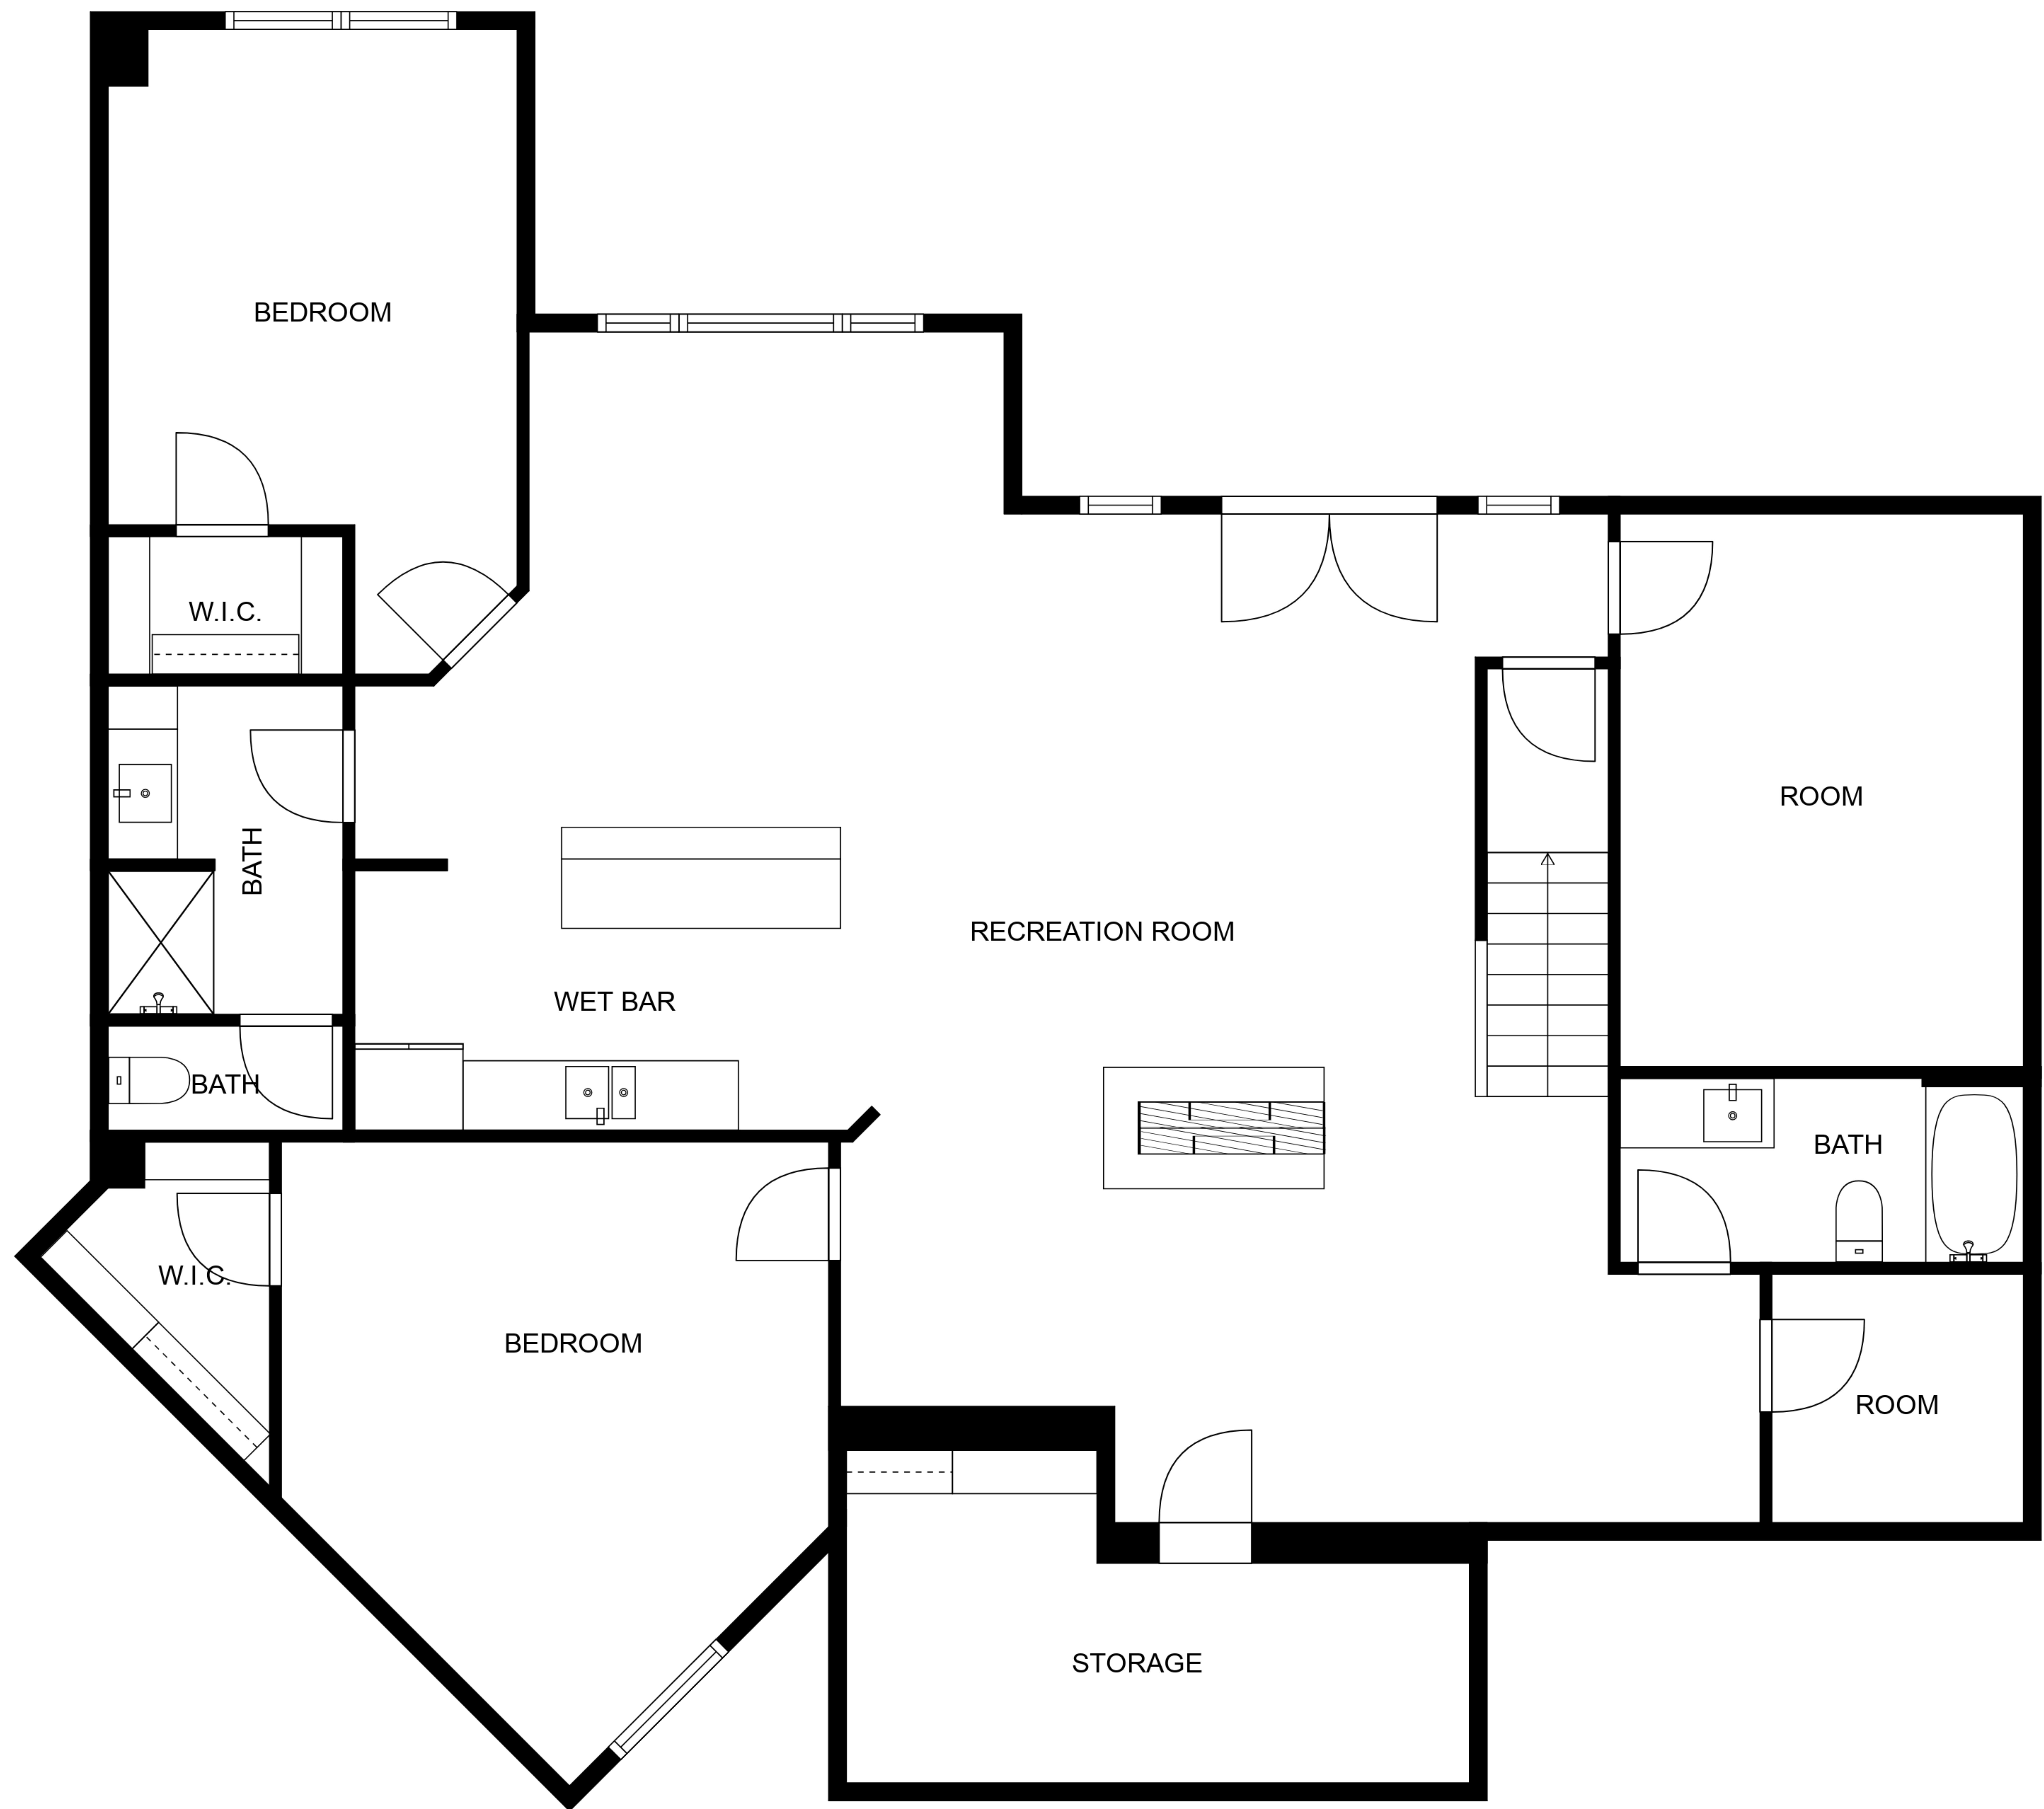 BEDROOM
W.I.C.
ROOM
BATH
RECREATION ROOM
WET BAR
BATH
BATH
W.I.C.
BEDROOM
ROOM
STORAGE